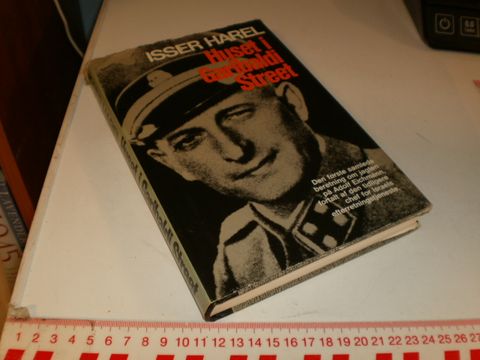 ISSER HAREL
Huset i
Garibaldi
Street
Den første samlede
beretning om jagten
på Adolf Eichmann,
fortalt af den tidligere
chef for Israels
efterretningstjeneste
Huset i Garibaldi Street
1 2 3 4 5 6 7 8 9 10 11 12 13 14 15 16 17 18 19 20 21 22 23 24 25 26 27